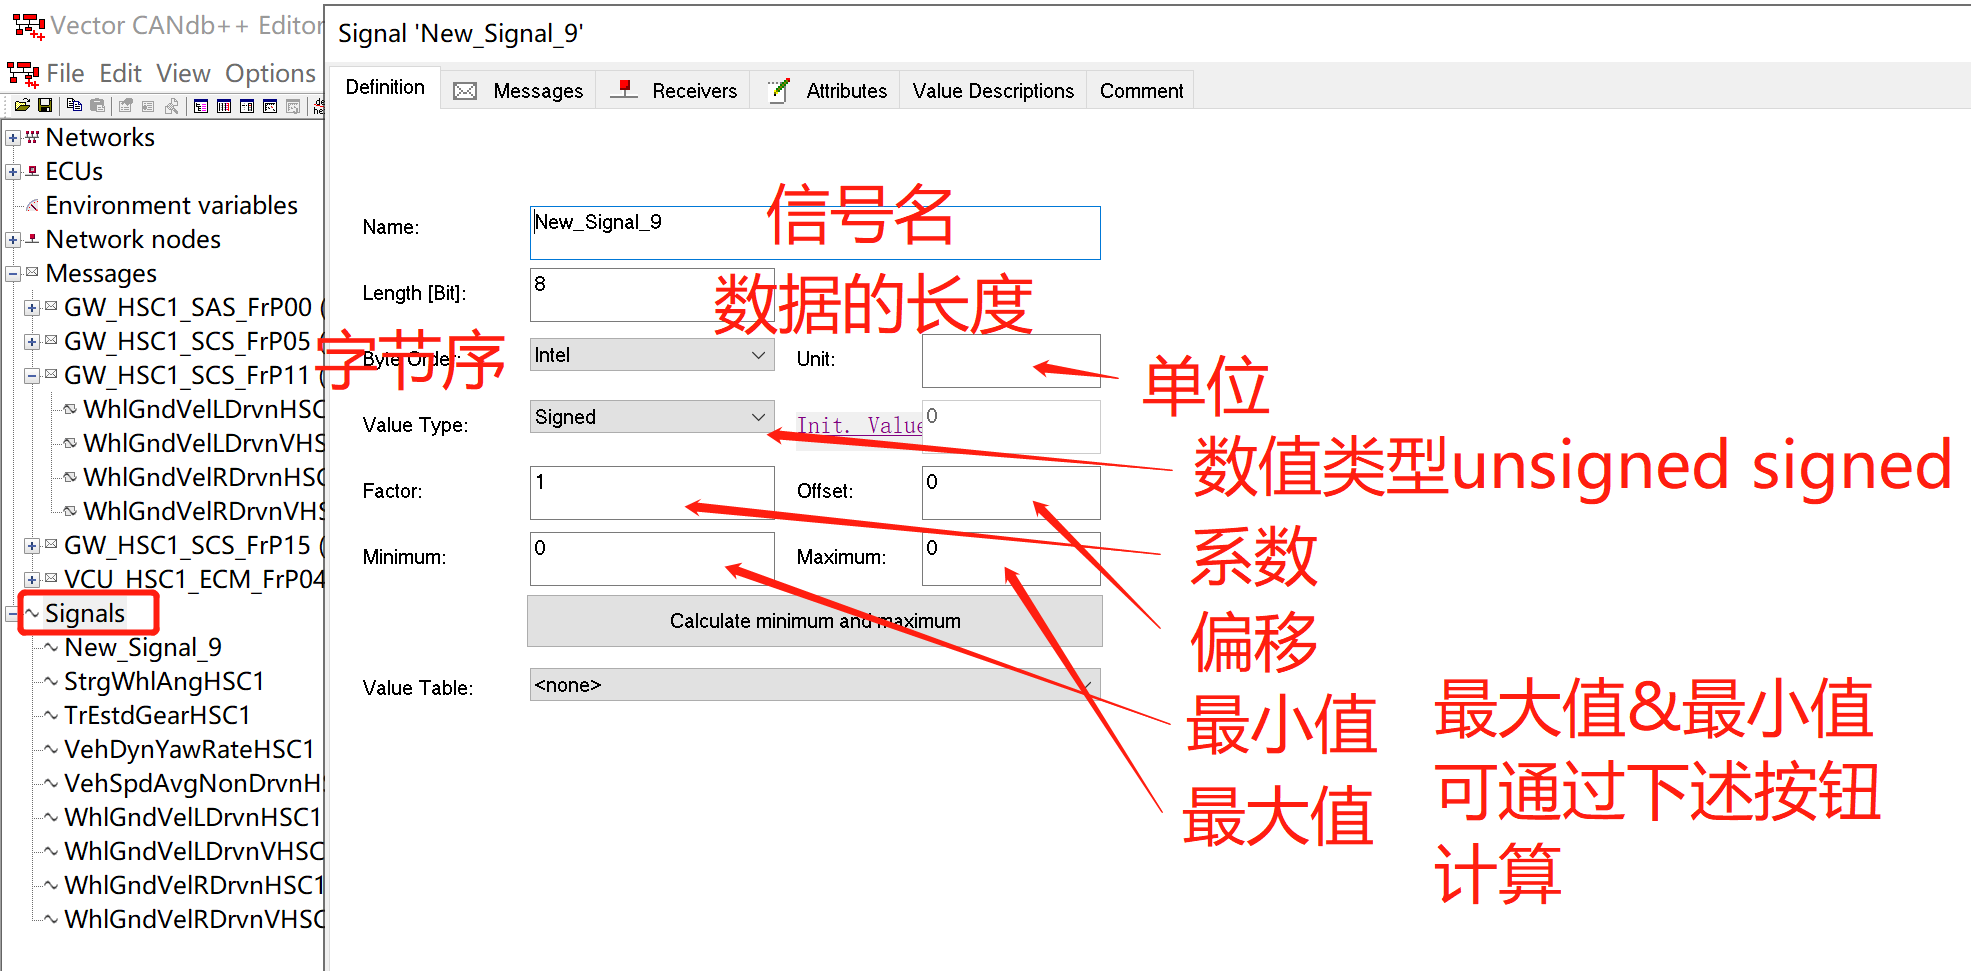 Vector CANdb++ Editor
File Edit View Options
Networks
ECUs
Environment variables
Network nodes
Messages
GW_HSC1_SAS_FrP00 (
GW_HSC1_SCS_FrP05
GW_HSC1_SCS_FrP11 (
WhlGndVelLDrvnHSC
WhlGndVelLDrvnVHS
WhlGndVelRDrvnHSC
WhlGndVelRDrvnVHS
GW_HSC1_SCS_FrP15 (
VCU_HSC1_ECM_FrP04
Signals
New_Signal_9
StrgWhlAngHSC1
TrEstdGearHSC1
VehDynYawRateHSC1
VehSpdAvgNonDrvnHS
WhlGndVelLDrvnHSC1
WhlGndVelLDrvnVHSC
WhlGndVelRDrvnHSC1
WhlGndVelRDrvnVHSC
Signal 'New_Signal_9'
Definition Messages Receivers Attributes Value Descriptions Comment
Name: New_Signal_9 信号名
Length [Bit]: 8 数据的长度
Byte Order: 字节序 Intel Unit: 单位
Value Type: Signed Init. Value 0
数值类型unsigned signed
Factor: 1 Offset: 0
系数
Minimum: 0 Maximum: 0
偏移
Calculate minimum and maximum
Value Table: <none>
最小值
最大值
最大值&最小值
可通过下述按钮
计算